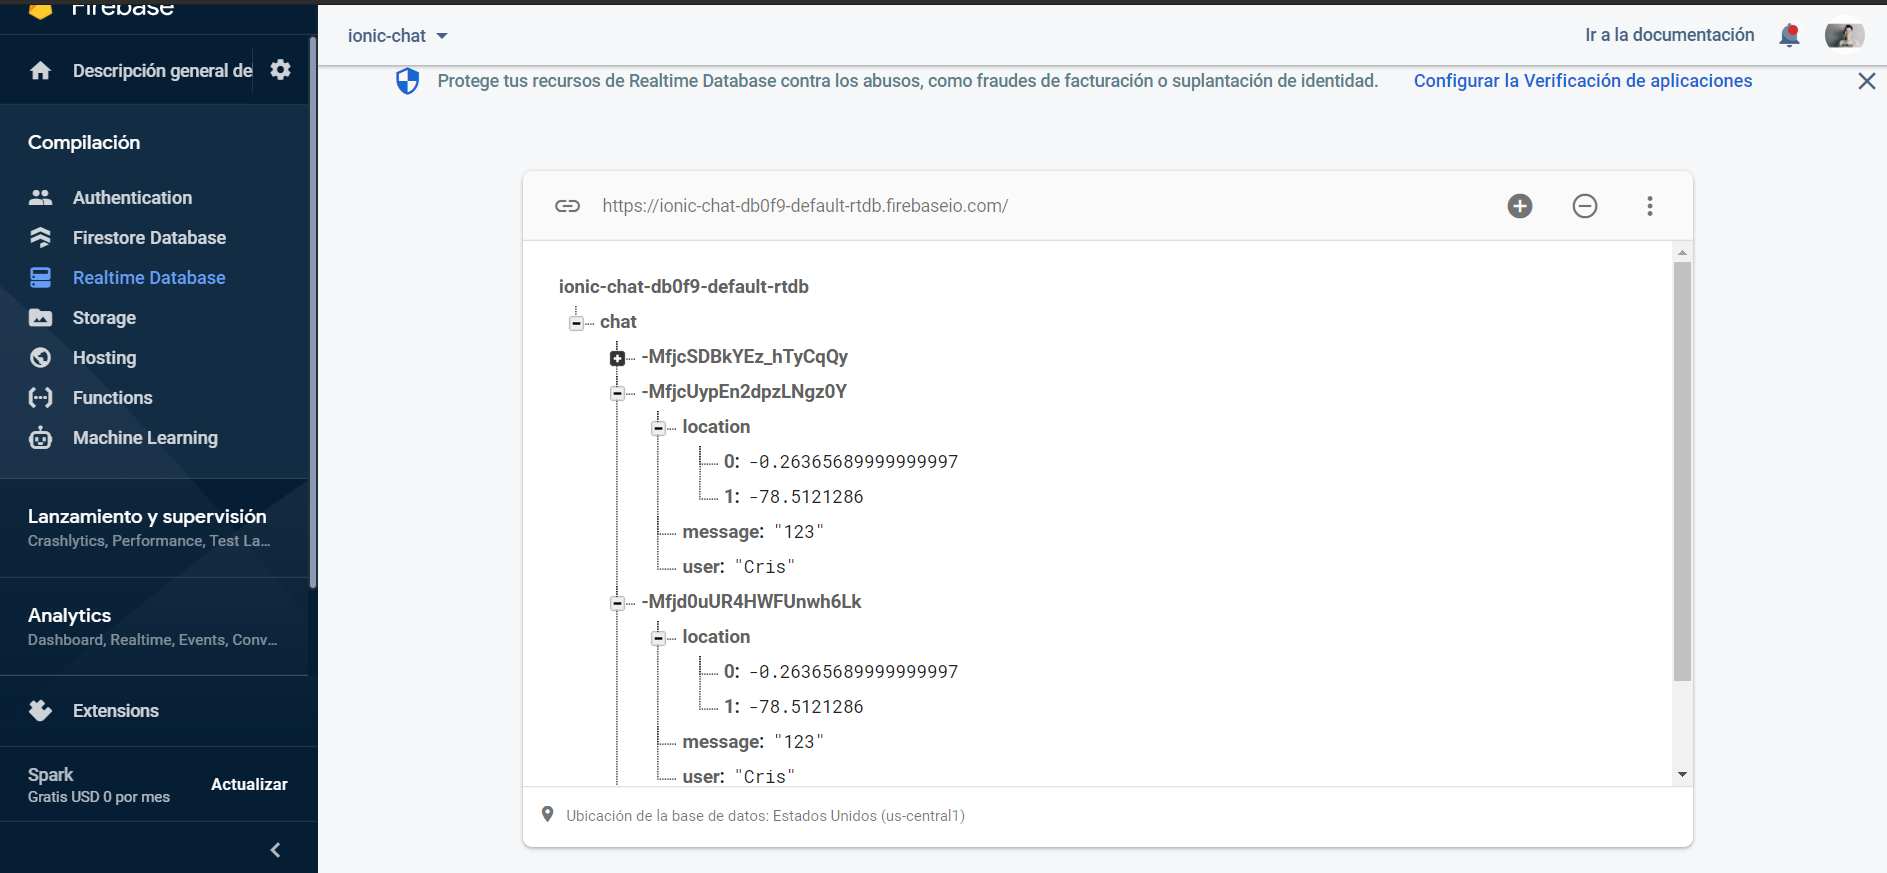 Firebase
Descripción general de
Compilación
Authentication
Firestore Database
Realtime Database
Storage
Hosting
Functions
Machine Learning
Lanzamiento y supervisión
Crashlytics, Performance, Test La...
Analytics
Dashboard, Realtime, Events, Conv...
Extensions
Spark
Gratis USD 0 por mes
Actualizar
ionic-chat
Ir a la documentación
Protege tus recursos de Realtime Database contra los abusos, como fraudes de facturación o suplantación de identidad.
Configurar la Verificación de aplicaciones
https://ionic-chat-db0f9-default-rtdb.firebaseio.com/
ionic-chat-db0f9-default-rtdb
chat
-MfjcSDBkYEz_hTyCqQy
-MfjcUypEn2dpzLNgz0Y
location
0: -0.26365689999999997
1: -78.5121286
message: "123"
user: "Cris"
-Mfjd0uUR4HWFUnwh6Lk
location
0: -0.26365689999999997
1: -78.5121286
message: "123"
user: "Cris"
Ubicación de la base de datos: Estados Unidos (us-central1)